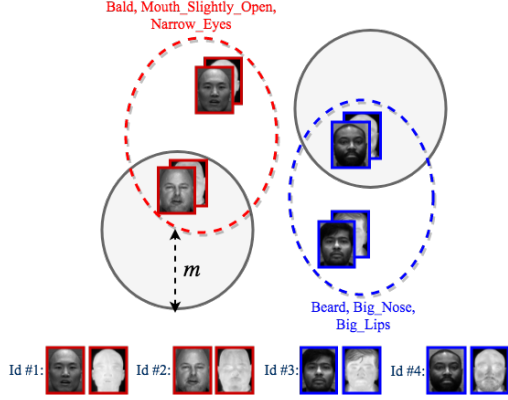 Bald, Mouth_Slightly_Open,
Narrow_Eyes
m
Beard, Big_Nose,
Big_Lips
Id #1: Id #2: Id #3: Id #4: